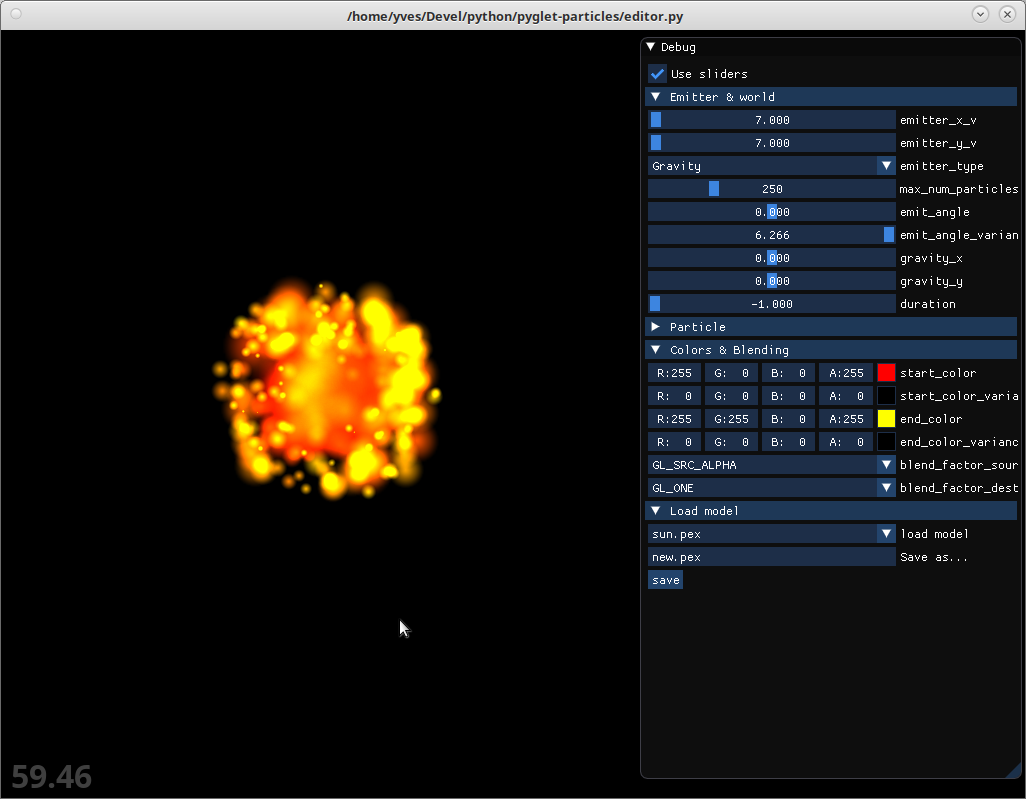 /home/yves/Devel/python/pyglet-particles/editor.py
Debug
Use sliders
Emitter & world
7.000 emitter_x_v
7.000 emitter_y_v
Gravity emitter_type
250 max_num_particles
0.000 emit_angle
6.266 emit_angle_varian
0.000 gravity_x
0.000 gravity_y
-1.000 duration
Particle
Colors & Blending
R:255 G: 0 B: 0 A:255 start_color
R: 0 G: 0 B: 0 A: 0 start_color_varia
R:255 G:255 B: 0 A:255 end_color
R: 0 G: 0 B: 0 A: 0 end_color_varianc
GL_SRC_ALPHA blend_factor_sour
GL_ONE blend_factor_dest
Load model
sun.pex load model
new.pex Save as...
save
59.46